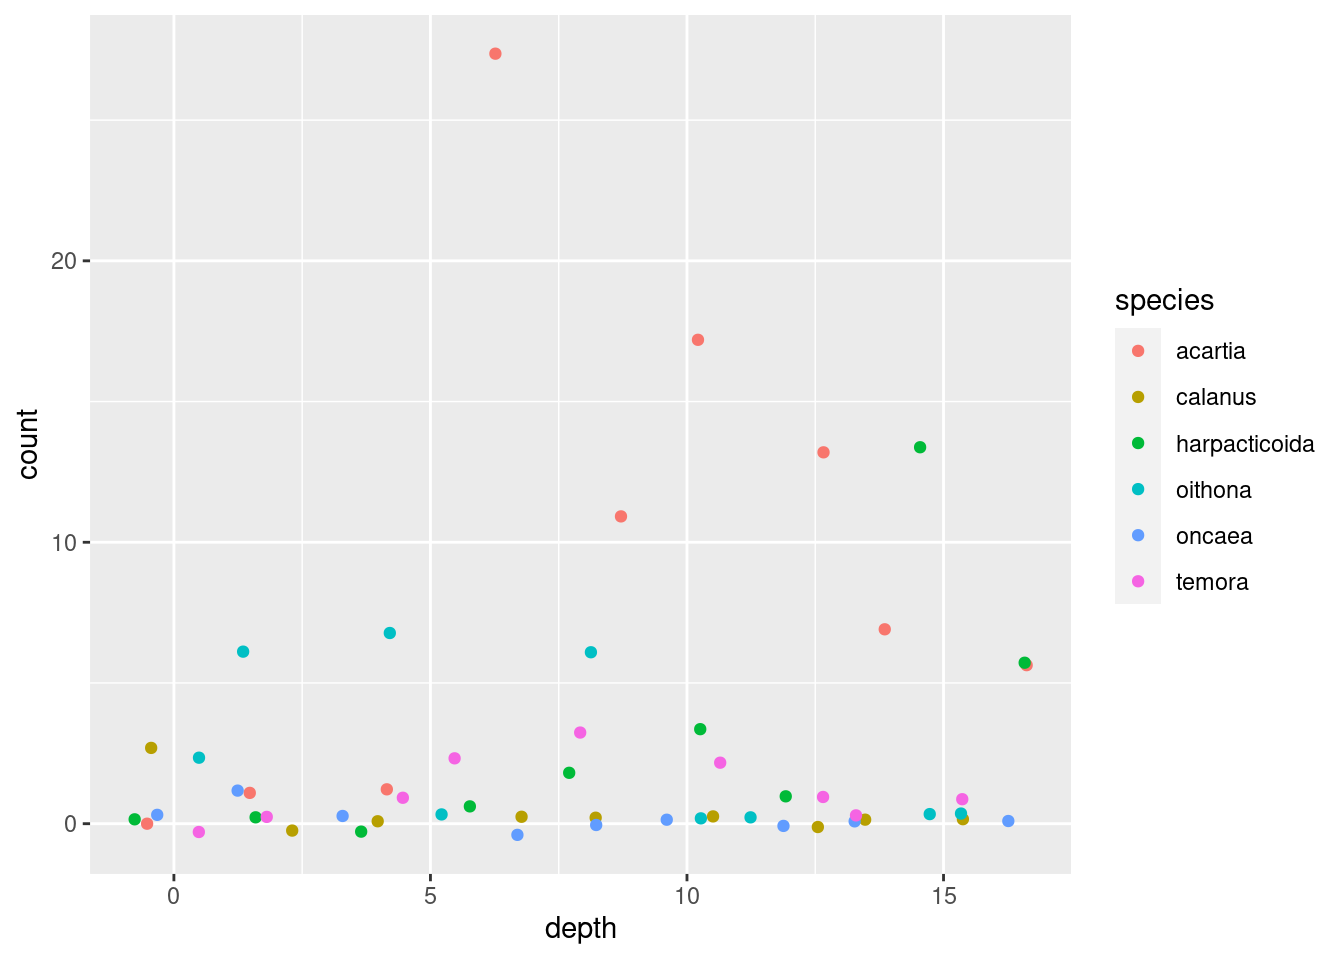 count
20
10
0
0
5
10
15
depth
species
acartia
calanus
harpacticoida
oithona
oncaea
temora